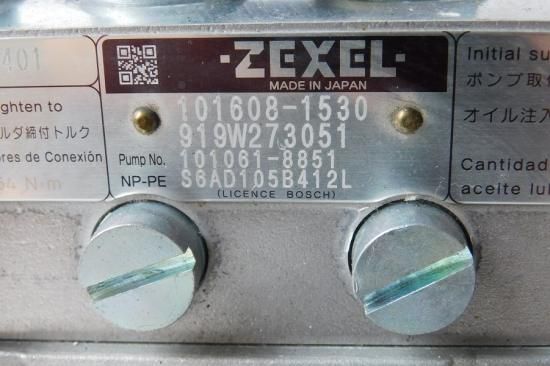 401
ghten to
ルダ締付トルク
ores de Conexión
64 N·m
·ZEXEL·
MADE IN JAPAN
101608-1530
919W273051
Pump No. 101061-8851
NP-PE S6AD105B412L
(LICENCE BOSCH)
Initial su
ポンプ取
オイル注入
Cantidad
aceite lu